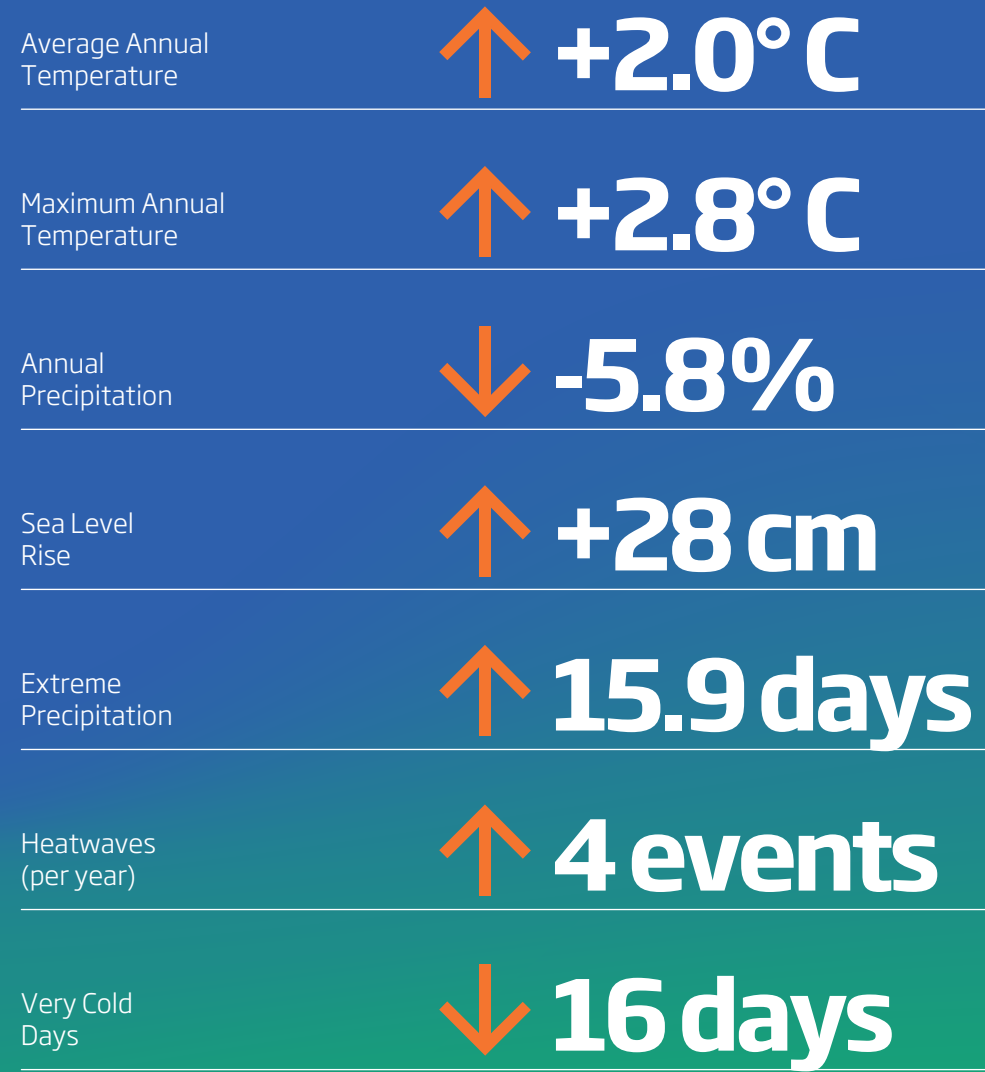 Average Annual
Temperature
+2.0° C
Maximum Annual
Temperature
+2.8° C
Annual
Precipitation
-5.8%
Sea Level
Rise
+28 cm
Extreme
Precipitation
15.9 days
Heatwaves
(per year)
4 events
Very Cold
Days
16 days